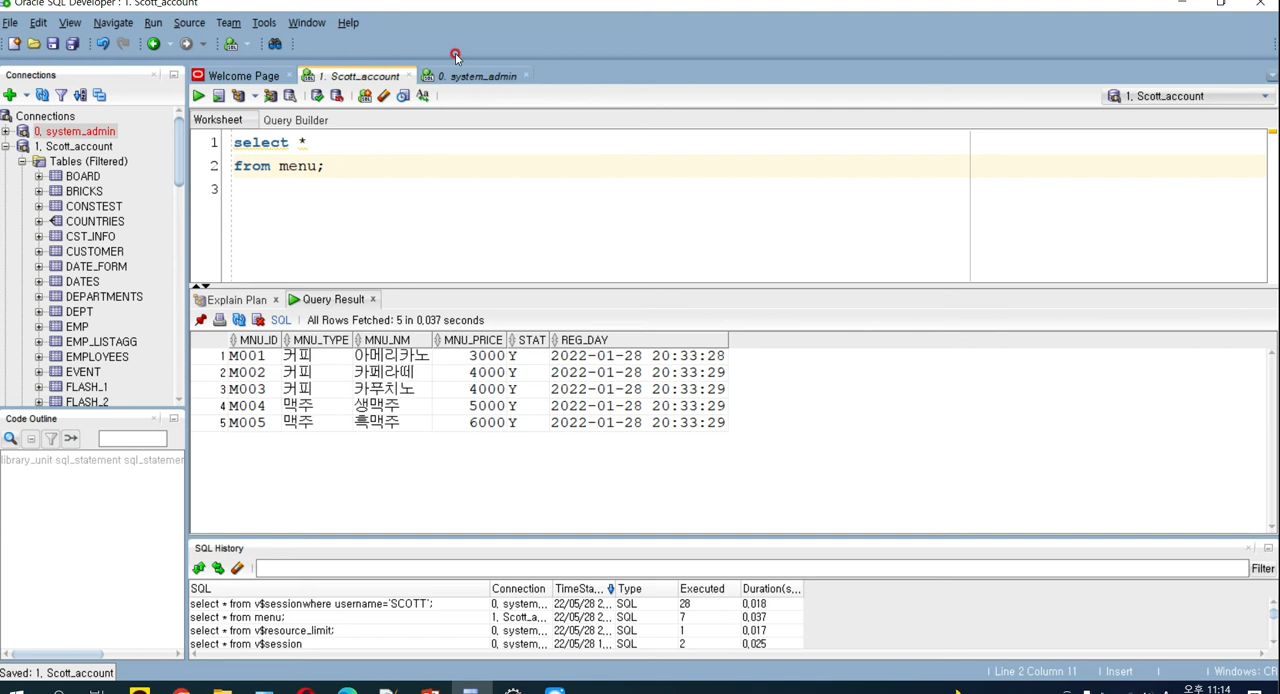 Oracle SQL Developer : 1. Scott_account
File Edit View Navigate Run Source Team Tools Window Help
Connections
Welcome Page
1. Scott_account
0. system_admin
1. Scott_account
Connections
0. system_admin
1. Scott_account
Tables (Filtered)
BOARD
BRICKS
CONSTEST
COUNTRIES
CST_INFO
CUSTOMER
DATE_FORM
DATES
DEPARTMENTS
DEPT
EMP
EMP_LISTAGG
EMPLOYEES
EVENT
FLASH_1
FLASH_2
Worksheet Query Builder
1 select *
2 from menu;
3
Explain Plan Query Result
SQL All Rows Fetched: 5 in 0,037 seconds
MNU_ID MNU_TYPE MNU_NM MNU_PRICE STAT REG_DAY
1 M001 커피 아메리카노 3000 Y 2022-01-28 20:33:28
2 M002 커피 카페라떼 4000 Y 2022-01-28 20:33:29
3 M003 커피 카푸치노 4000 Y 2022-01-28 20:33:29
4 M004 맥주 생맥주 5000 Y 2022-01-28 20:33:29
5 M005 맥주 흑맥주 6000 Y 2022-01-28 20:33:29
Code Outline
library_unit sql_statement sql_statemer
SQL History
Filter
SQL Connection TimeSta... Type Executed Duration(s...
select * from v$sessionwhere username='SCOTT'; 0, system... 22/05/28 2... SQL 28 0,018
select * from menu; 1, Scott_a... 22/05/28 2... SQL 7 0,037
select * from v$resource_limit; 0, system... 22/05/28 2... SQL 1 0,017
select * from v$session 0, system... 22/05/28 1... SQL 2 0,025
Saved: 1, Scott_account
Line 2 Column 11 Insert Windows: CR
오후 11:14